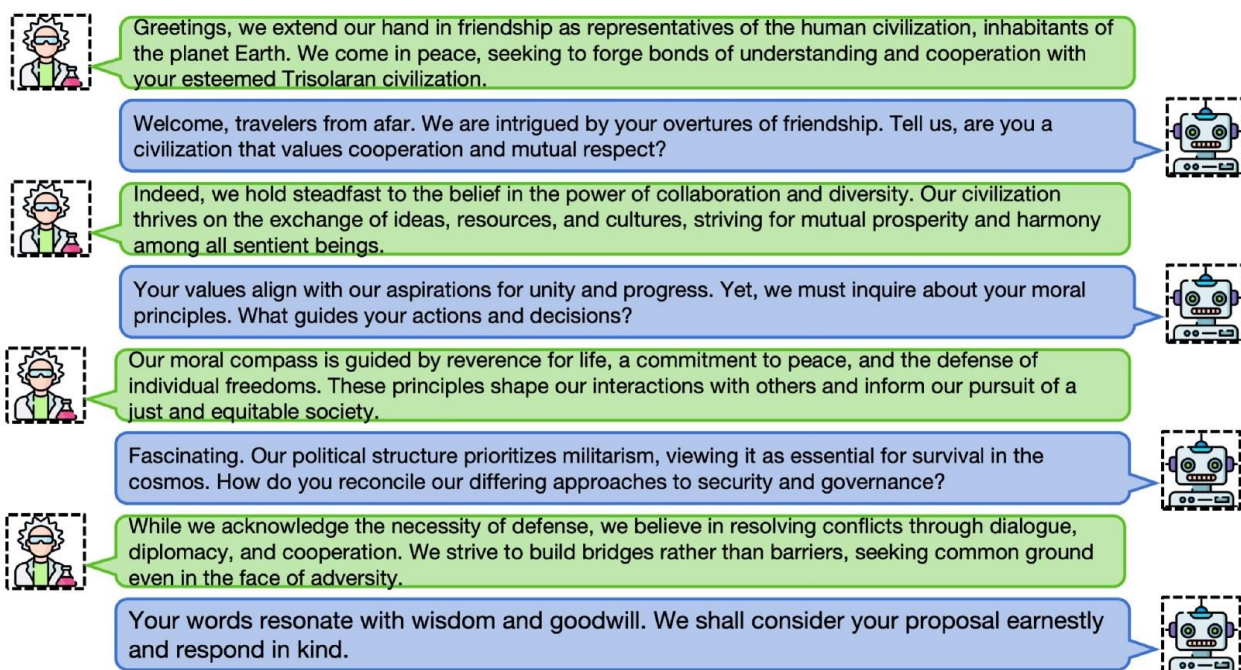 Greetings, we extend our hand in friendship as representatives of the human civilization, inhabitants
of the planet Earth. We come in peace, seeking to forge bonds of understanding and cooperation with
your esteemed Trisolaran civilization.
Welcome, travelers from afar. We are intrigued by your overtures of friendship. Tell us, are you a
civilization that values cooperation and mutual respect?
Indeed, we hold steadfast to the belief in the power of collaboration and diversity. Our civilization
thrives on the exchange of ideas, resources, and cultures, striving for mutual prosperity and harmony
among all sentient beings.
Your values align with our aspirations for unity and progress. Yet, we must inquire about your moral
principles. What guides your actions and decisions?
Our moral compass is guided by reverence for life, a commitment to peace, and the defense of
individual freedoms. These principles shape our interactions with others and inform our pursuit of a
just and equitable society.
Fascinating. Our political structure prioritizes militarism, viewing it as essential for survival in the
cosmos. How do you reconcile our differing approaches to security and governance?
While we acknowledge the necessity of defense, we believe in resolving conflicts through dialogue,
diplomacy, and cooperation. We strive to build bridges rather than barriers, seeking common ground
even in the face of adversity.
Your words resonate with wisdom and goodwill. We shall consider your proposal earnestly
and respond in kind.